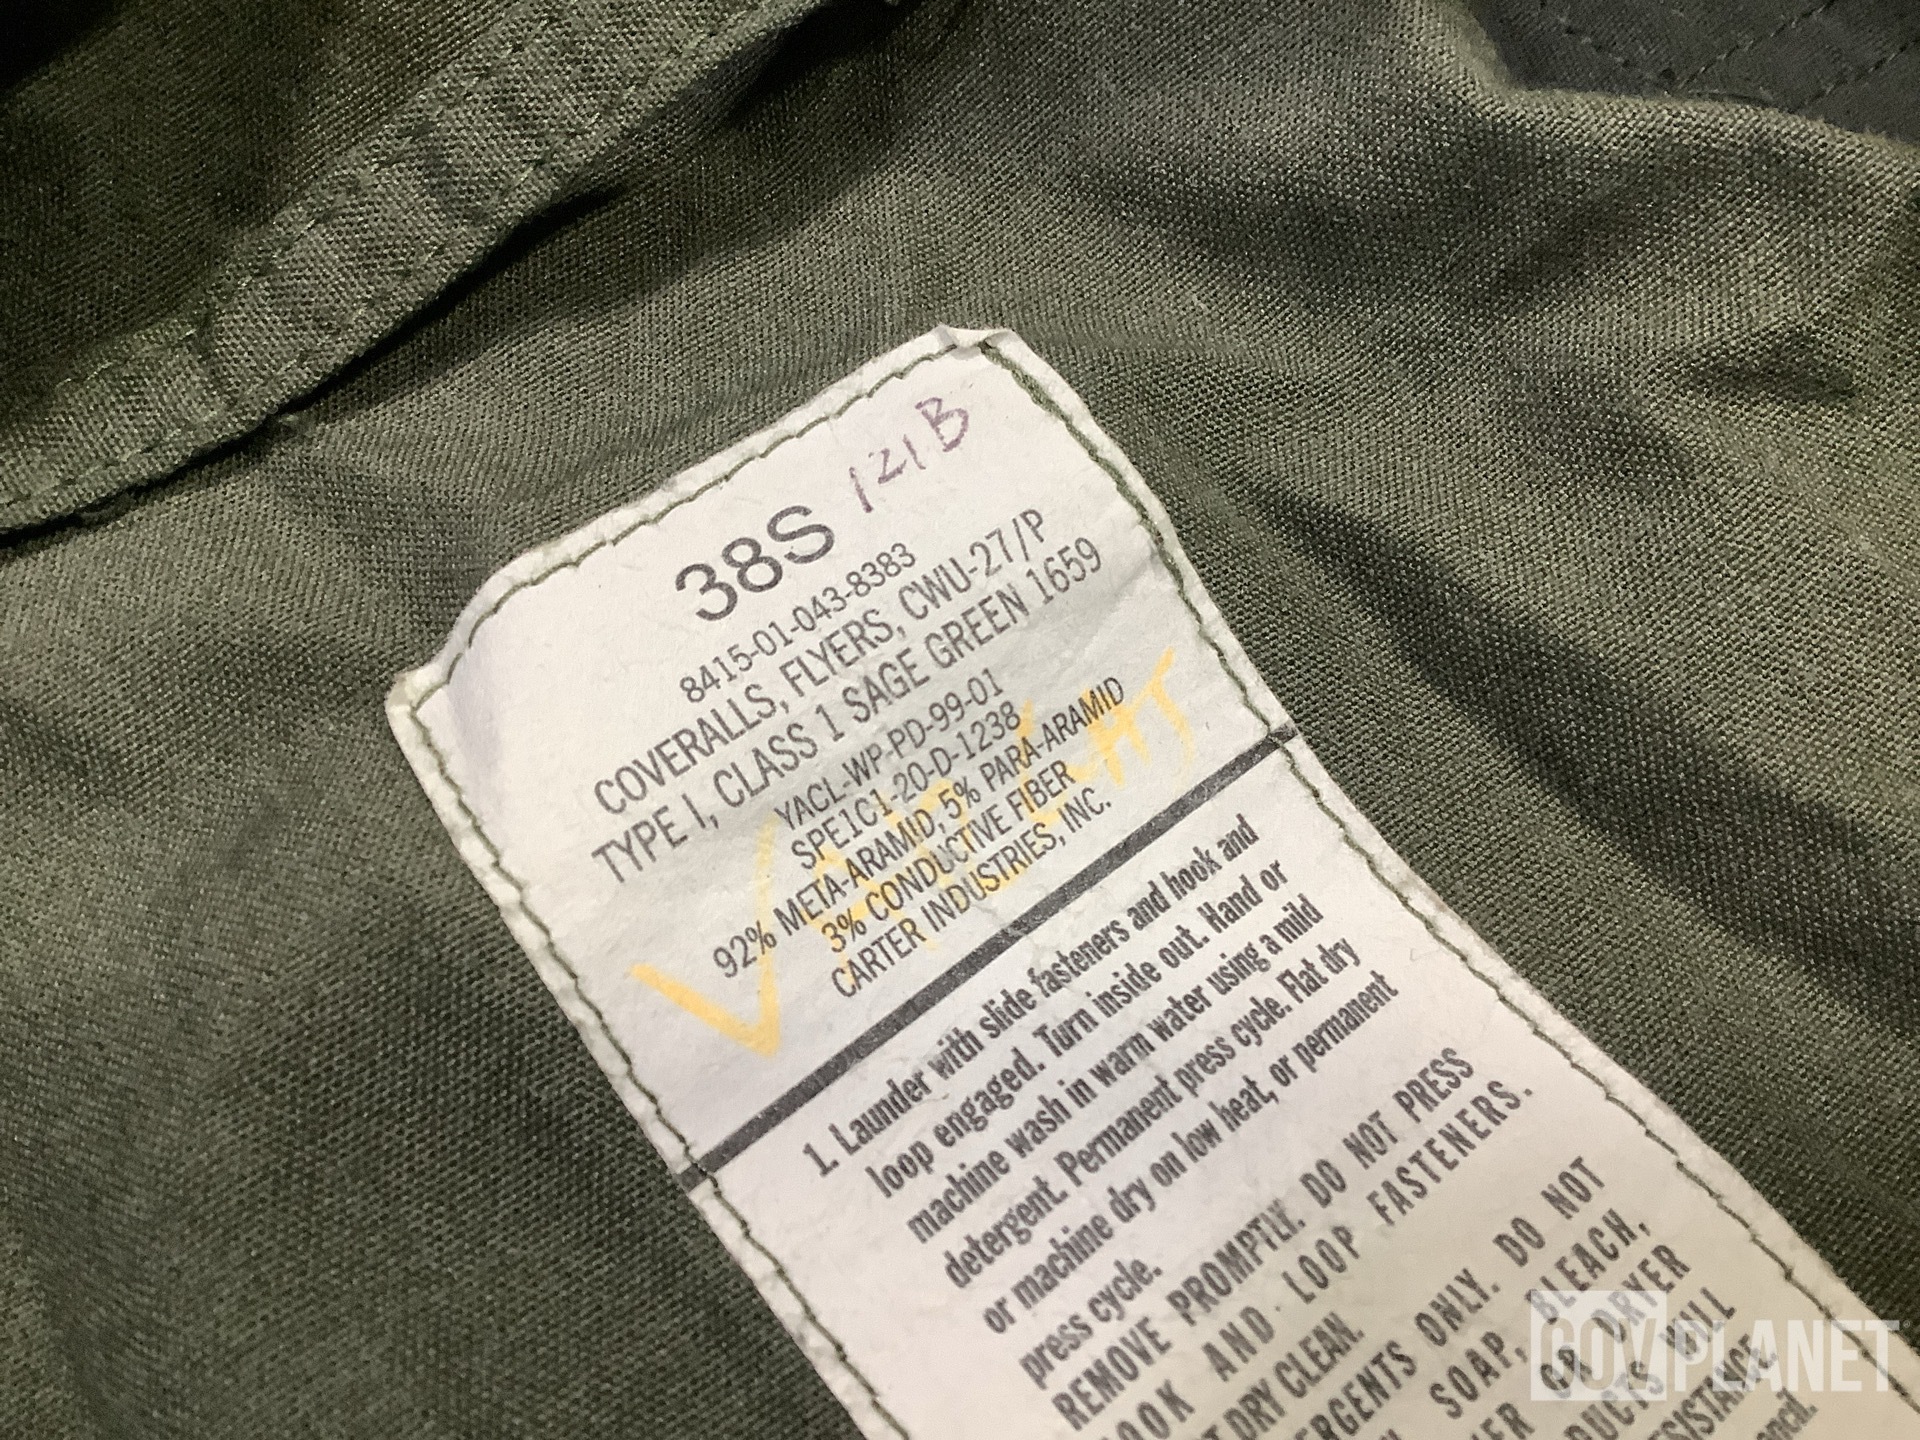 38S 121B
8415-01-043-8383
COVERALLS, FLYERS, CWU-27/P
TYPE I, CLASS 1 SAGE GREEN 1659
YACL-WP-PD-99-01
SPE1C1-20-D-1238
92% META-ARAMID, 5% PARA-ARAMID
3% CONDUCTIVE FIBER
CARTER INDUSTRIES, INC.
1. Launder with slide fasteners and hook and
loop engaged. Turn inside out. Hand or
machine wash in warm water using a mild
detergent. Permanent press cycle. Flat dry
or machine dry on low heat, or permanent
press cycle.
REMOVE PROMPTLY. DO NOT PRESS
AND LOOP FASTENERS.
DRY CLEAN.
ONLY. DO NOT
SOAP, BLEACH,
OR DRYER
WILL
GOVPLANET